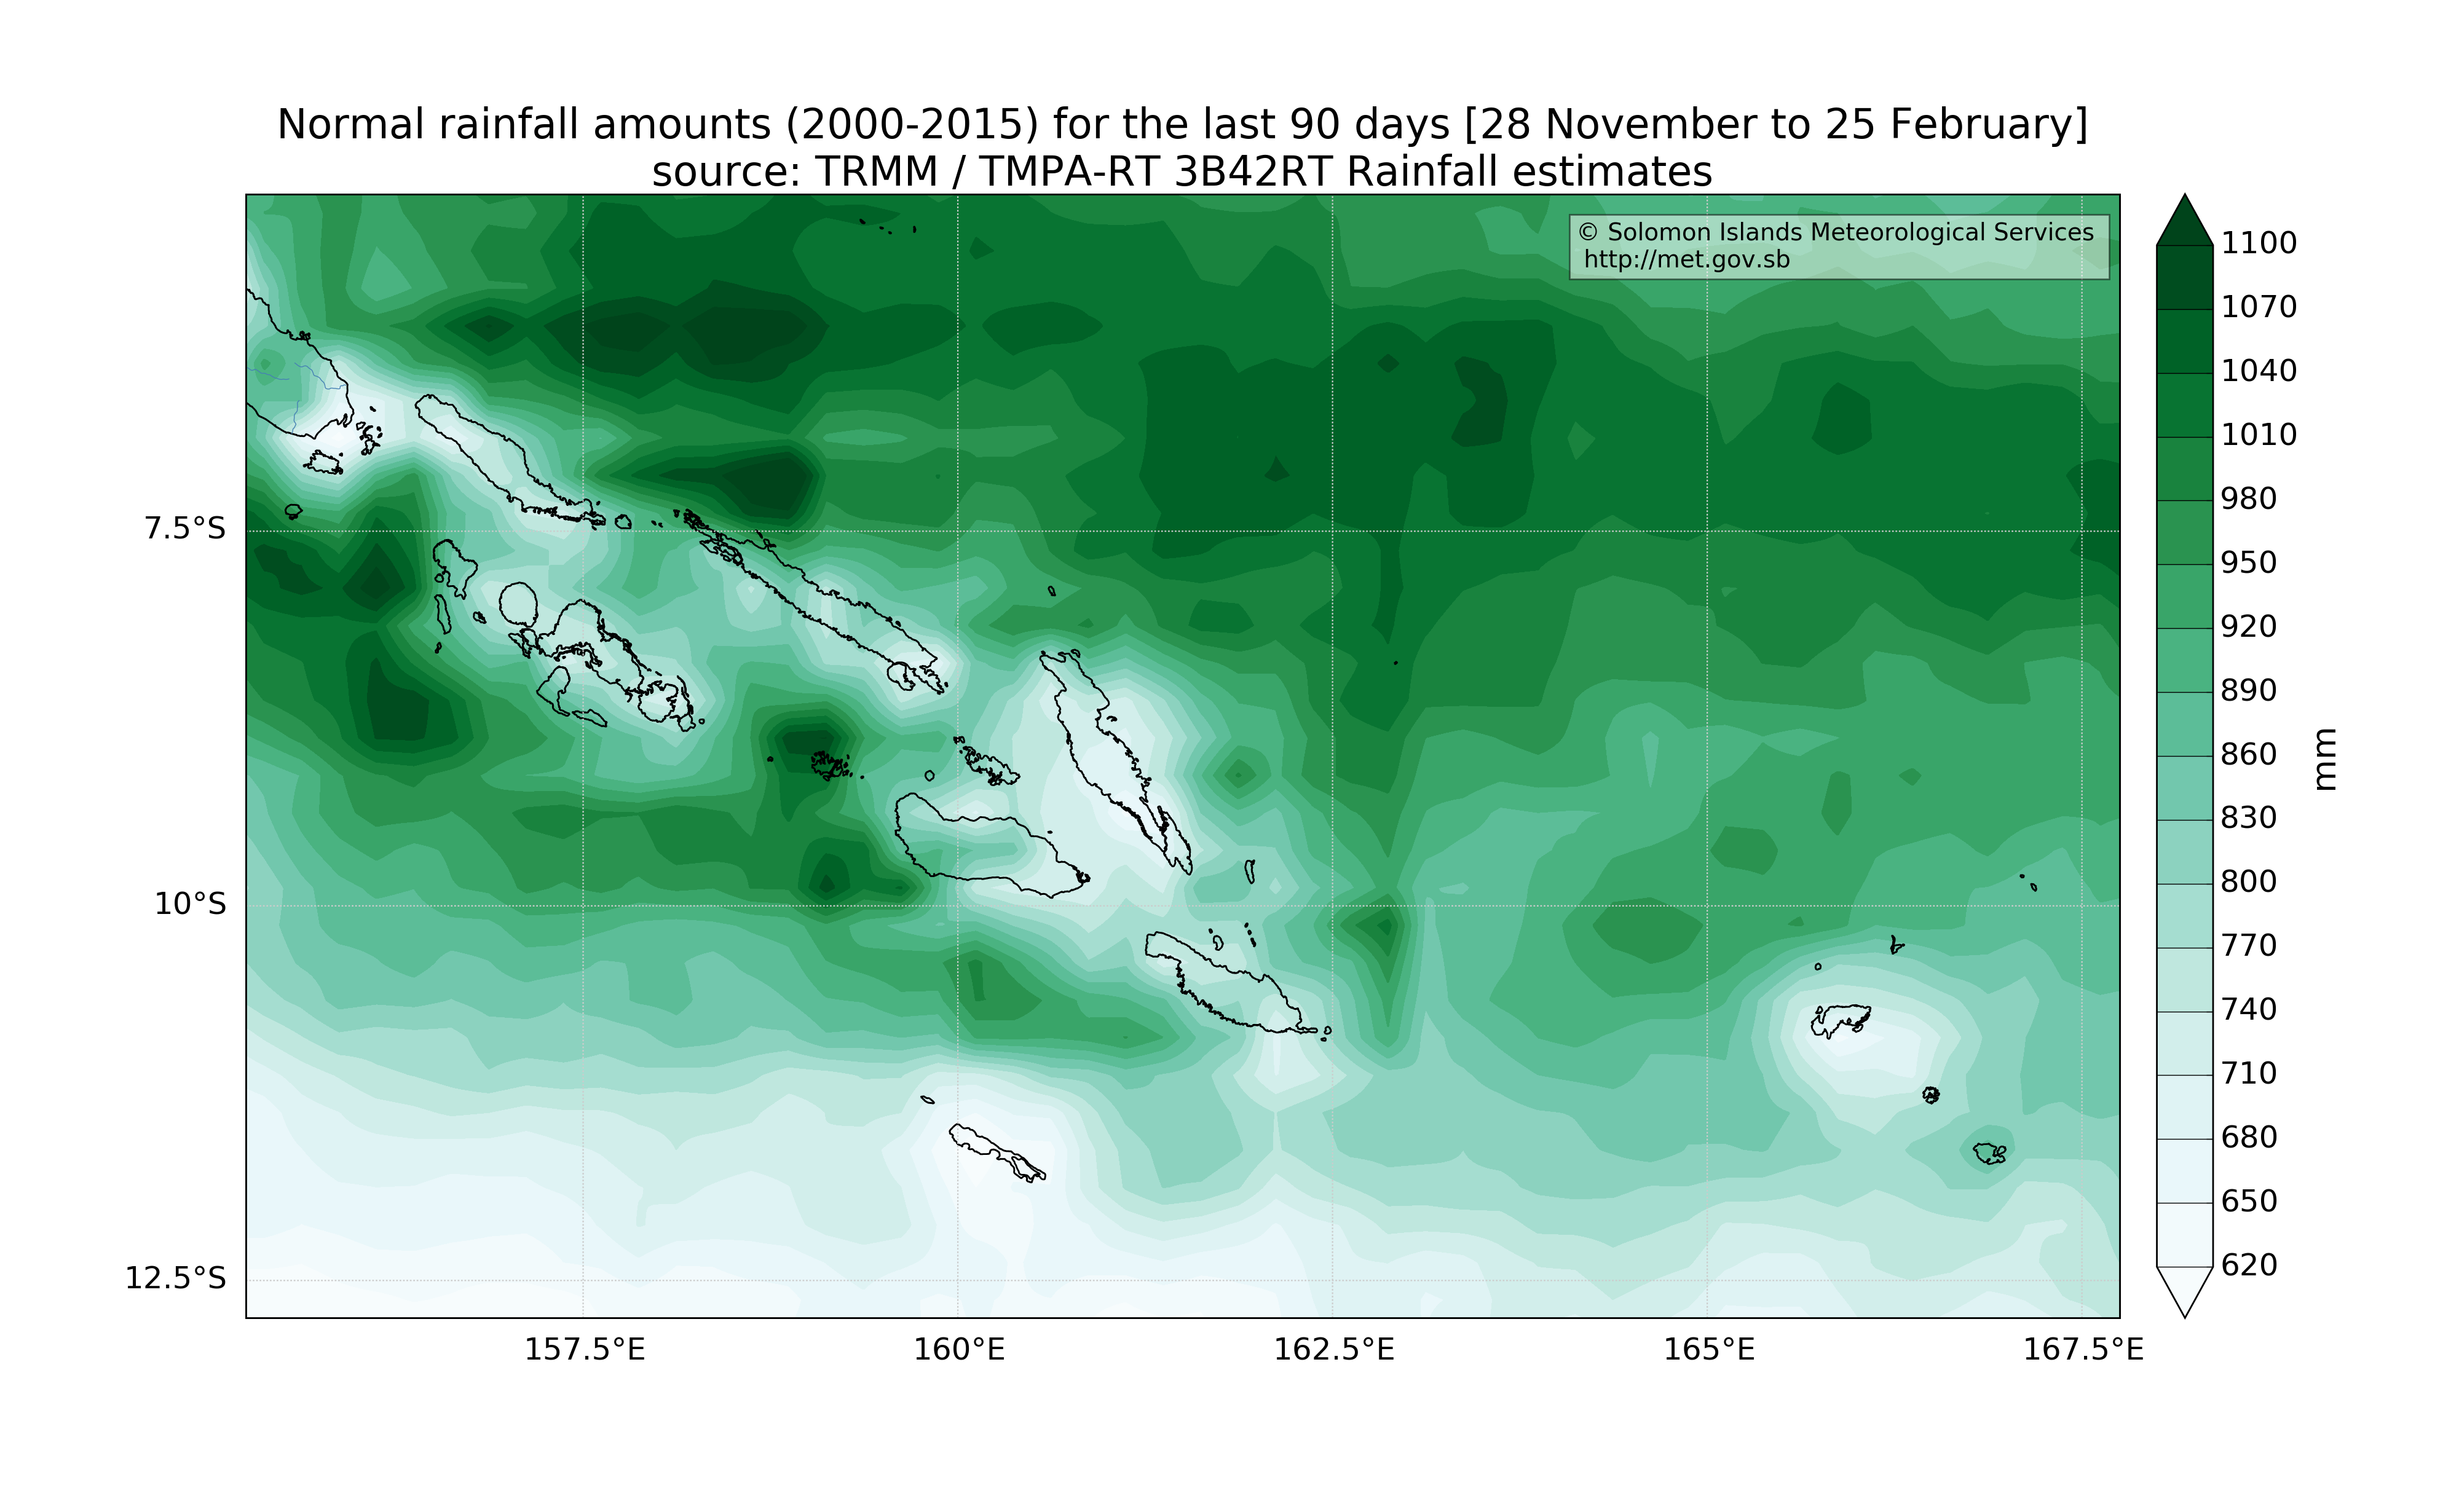 Normal rainfall amounts (2000-2015) for the last 90 days [28 November to 25 February]
source: TRMM / TMPA-RT 3B42RT Rainfall estimates
© Solomon Islands Meteorological Services
http://met.gov.sb
1100
1070
1040
1010
980
950
920
890
860
830
800
770
740
710
680
650
620
mm
7.5°S
10°S
12.5°S
157.5°E
160°E
162.5°E
165°E
167.5°E